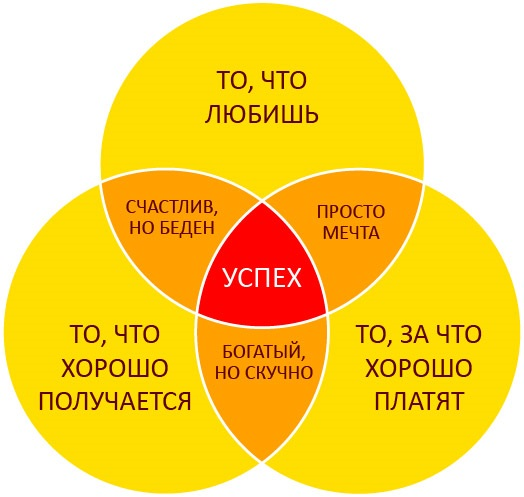 ТО, ЧТО
ЛЮБИШЬ
СЧАСТЛИВ,
НО БЕДЕН
ПРОСТО
МЕЧТА
УСПЕХ
ТО, ЧТО
ХОРОШО
ПОЛУЧАЕТСЯ
БОГАТЫЙ,
НО СКУЧНО
ТО, ЗА ЧТО
ХОРОШО
ПЛАТЯТ